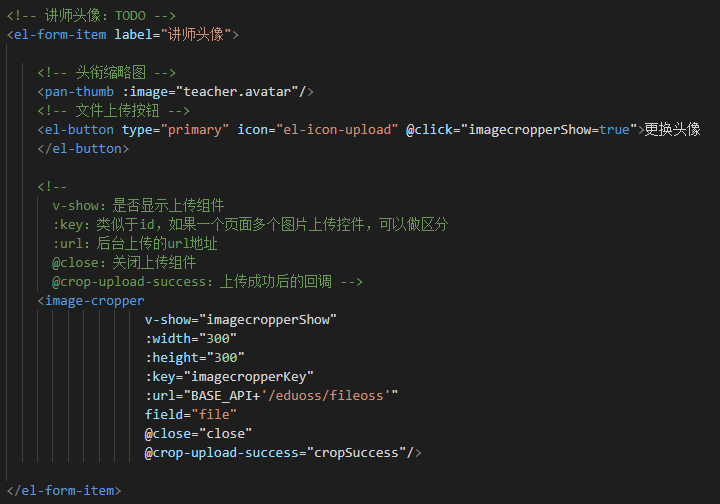 <!-- 讲师头像：TODO -->
<el-form-item label="讲师头像">
<!-- 头衔缩略图 -->
<pan-thumb :image="teacher.avatar"/>
<!-- 文件上传按钮 -->
<el-button type="primary" icon="el-icon-upload" @click="imagecropperShow=true">更换头像
</el-button>
<!--
v-show：是否显示上传组件
:key：类似于id，如果一个页面多个图片上传控件，可以做区分
:url：后台上传的url地址
@close：关闭上传组件
@crop-upload-success：上传成功后的回调 -->
<image-cropper
v-show="imagecropperShow"
:width="300"
:height="300"
:key="imagecropperKey"
:url="BASE_API+'/eduoss/fileoss'"
field="file"
@close="close"
@crop-upload-success="cropSuccess"/>
</el-form-item>